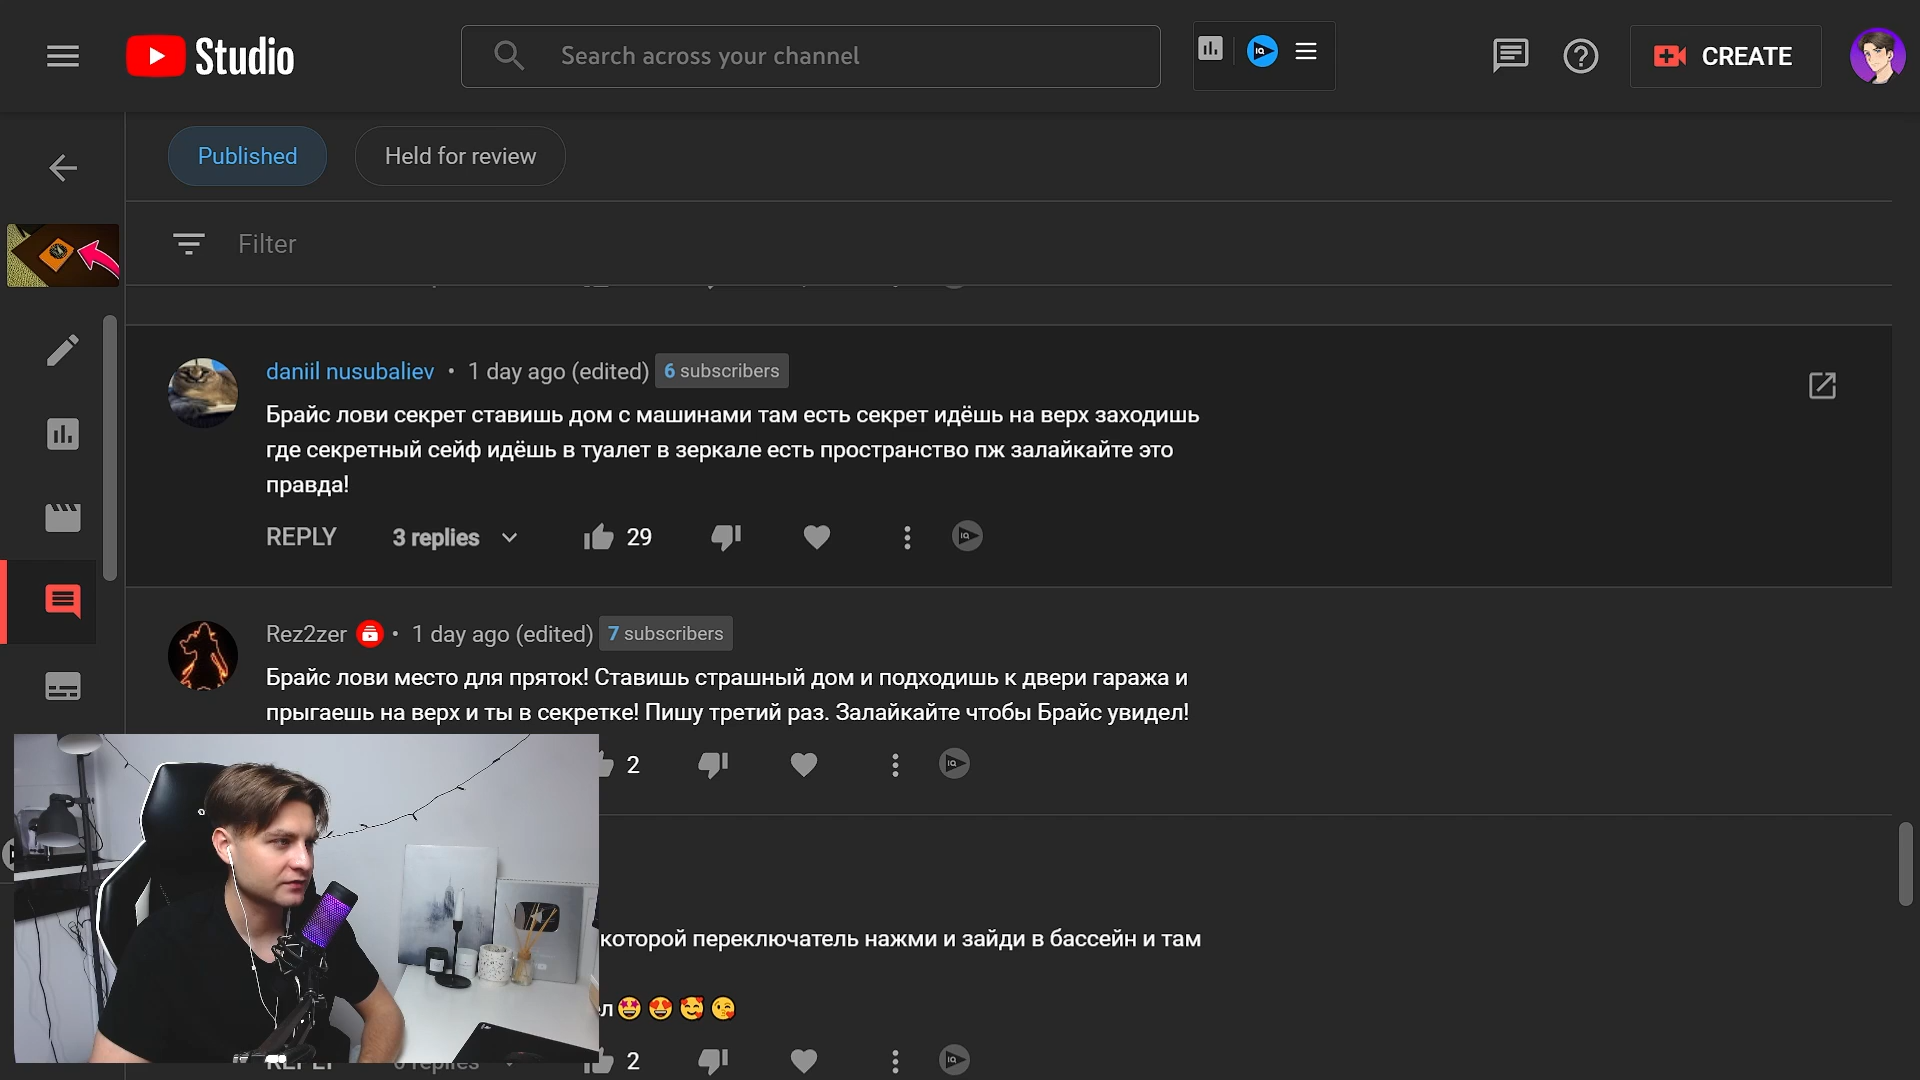 Studio
Search across your channel
CREATE
Published
Held for review
Filter
daniil nusubaliev • 1 day ago (edited) 6 subscribers
Брайс лови секрет ставишь дом с машинами там есть секрет идёшь на верх заходишь
где секретный сейф идёшь в туалет в зеркале есть пространство пж залайкайте это
правда!
REPLY 3 replies 29
Rez2zer • 1 day ago (edited) 7 subscribers
Брайс лови место для пряток! Ставишь страшный дом и подходишь к двери гаража и
прыгаешь на верх и ты в секретке! Пишу третий раз. Залайкайте чтобы Брайс увидел!
2
которой переключатель нажми и зайди в бассейн и там
ел🤩 😍 🥰 😘
REPLY replies 2